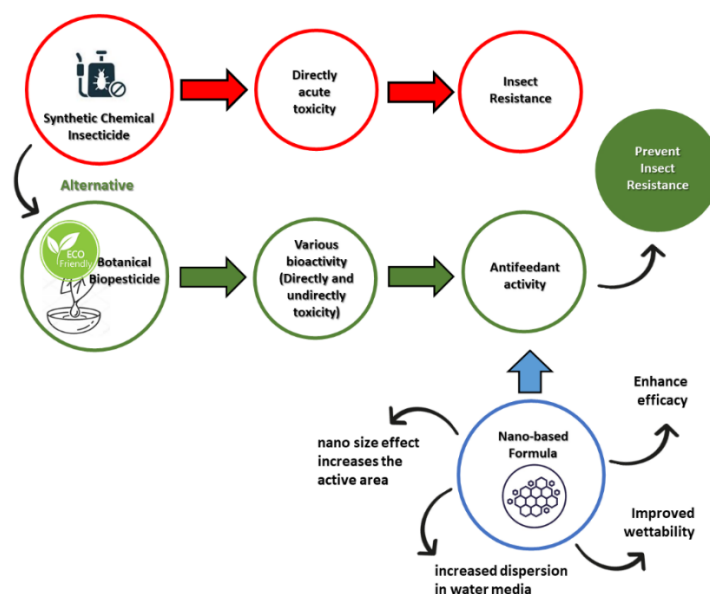 Synthetic Chemical
Insecticide
Directly
acute
toxicity
Insect
Resistance
Prevent
Insect
Resistance
Alternative
ECO
Friendly
Botanical
Biopesticide
Various
bioactivity
(Directly and
undirectly
toxicity)
Antifeedant
activity
Nano-based
Formula
nano size effect
increases the
active area
increased dispersion
in water media
Enhance
efficacy
Improved
wettability